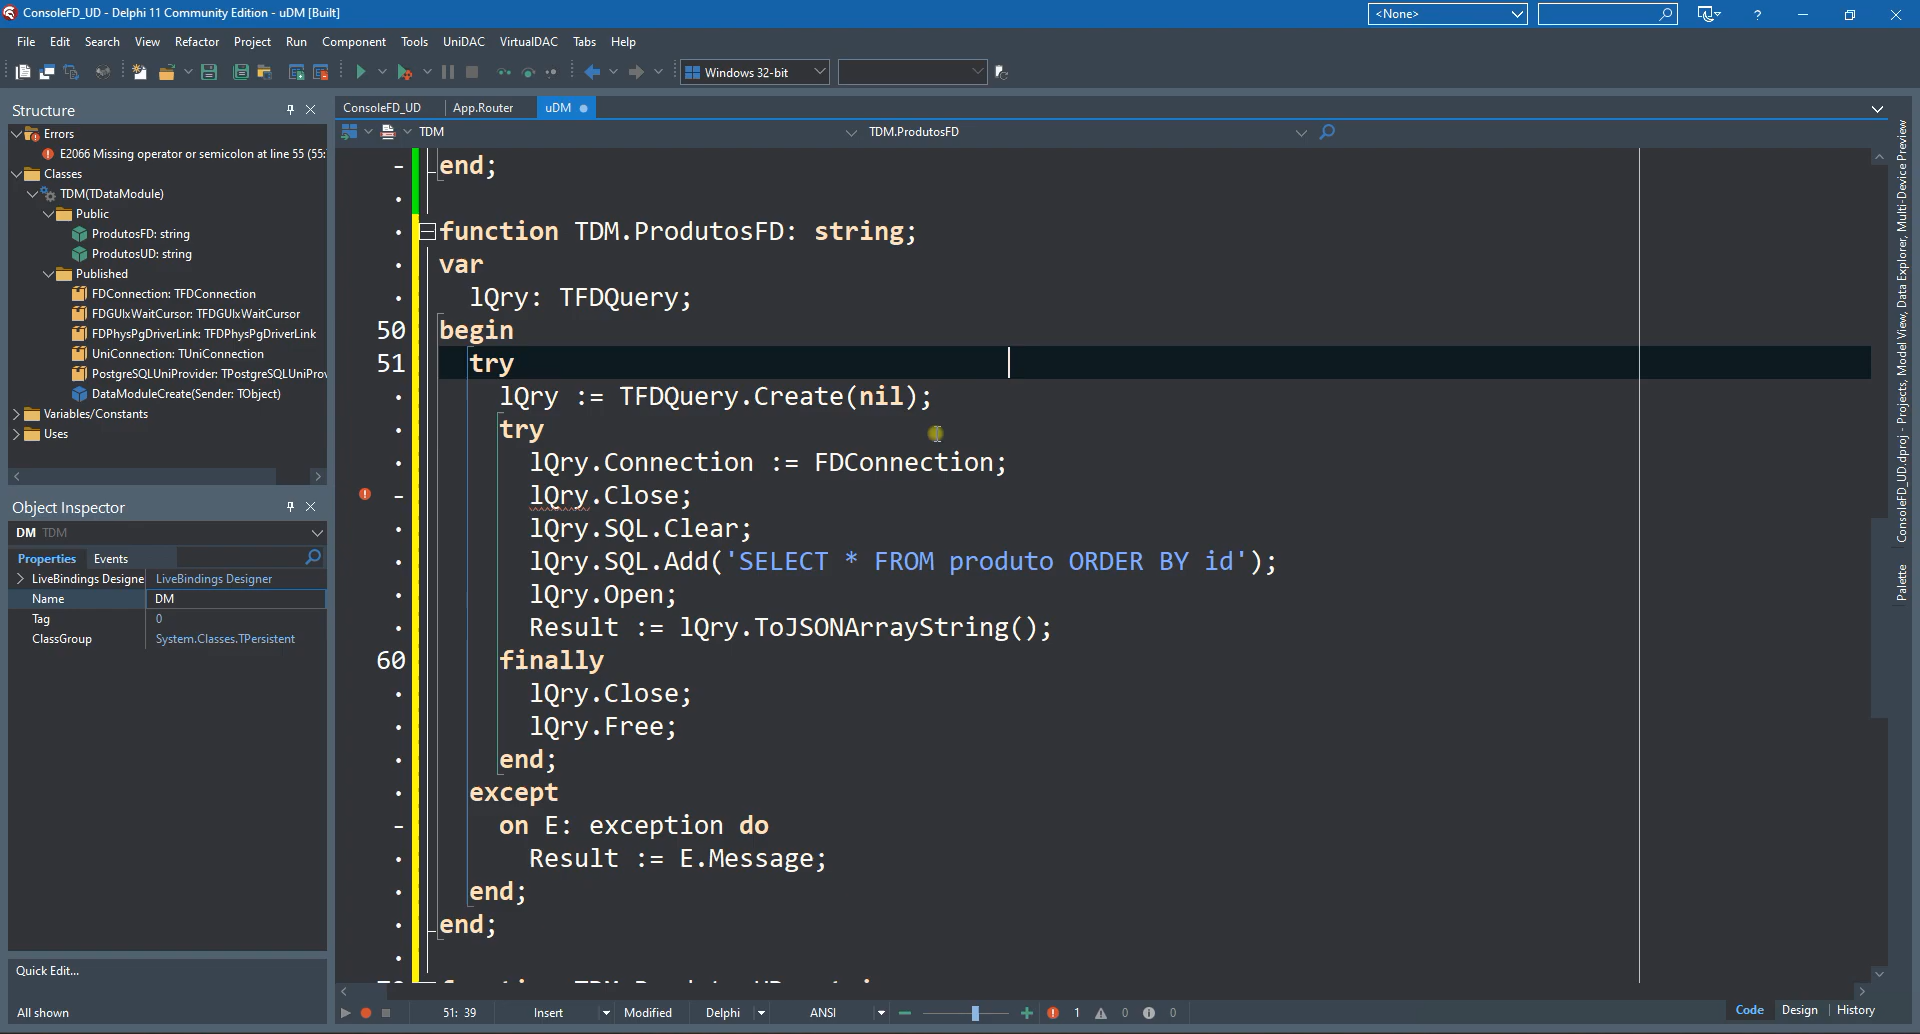 ConsoleFD_UD - Delphi 11 Community Edition - uDM [Built]
<None>
File Edit Search View Refactor Project Run Component Tools UniDAC VirtualDAC Tabs Help
Windows 32-bit
Structure
Errors
E2066 Missing operator or semicolon at line 55 (55:
Classes
TDM(TDataModule)
Public
ProdutosFD: string
ProdutosUD: string
Published
FDConnection: TFDConnection
FDGUIxWaitCursor: TFDGUIxWaitCursor
FDPhysPgDriverLink: TFDPhysPgDriverLink
UniConnection: TUniConnection
PostgreSQLUniProvider: TPostgreSQLUniProv
DataModuleCreate(Sender: TObject)
Variables/Constants
Uses
Object Inspector
DM TDM
Properties Events
LiveBindings Designe LiveBindings Designer
Name DM
Tag 0
ClassGroup System.Classes.TPersistent
Quick Edit...
All shown
ConsoleFD_UD App.Router uDM
TDM TDM.ProdutosFD
end;
function TDM.ProdutosFD: string;
var
lQry: TFDQuery;
50 begin
51 try
lQry := TFDQuery.Create(nil);
try
lQry.Connection := FDConnection;
lQry.Close;
lQry.SQL.Clear;
lQry.SQL.Add('SELECT * FROM produto ORDER BY id');
lQry.Open;
Result := lQry.ToJSONArrayString();
60 finally
lQry.Close;
lQry.Free;
end;
except
on E: exception do
Result := E.Message;
end;
end;
51: 39 Insert Modified Delphi ANSI 1 0 0
Code Design History
ConsoleFD_UD.dproj - Projects, Model View, Data Explorer, Multi-Device Preview
Palette